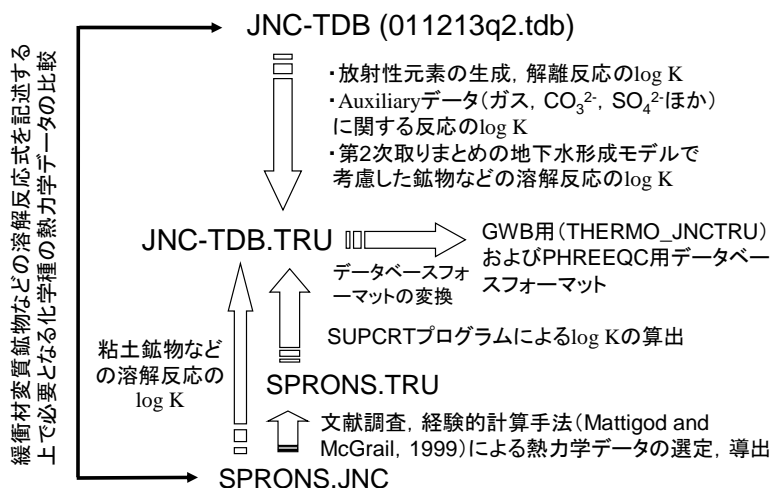 JNC-TDB (011213q2.tdb)
・放射性元素の生成，解離反応のlog K
・Auxiliaryデータ（ガス，CO₃²⁻，SO₄²⁻ほか）
に関する反応のlog K
・第2次取りまとめの地下水形成モデルで
考慮した鉱物などの溶解反応のlog K
緩衝材変質鉱物などの溶解反応式を記述する
上で必要となる化学種の熱力学データの比較
JNC-TDB.TRU
データベースフォ
ーマットの変換
GWB用（THERMO_JNCTRU）
およびPHREEQC用データベー
スフォーマット
SUPCRTプログラムによるlog Kの算出
粘土鉱物など
の溶解反応の
log K
SPRONS.TRU
文献調査，経験的計算手法（Mattigod and
McGrail，1999）による熱力学データの選定，導出
SPRONS.JNC